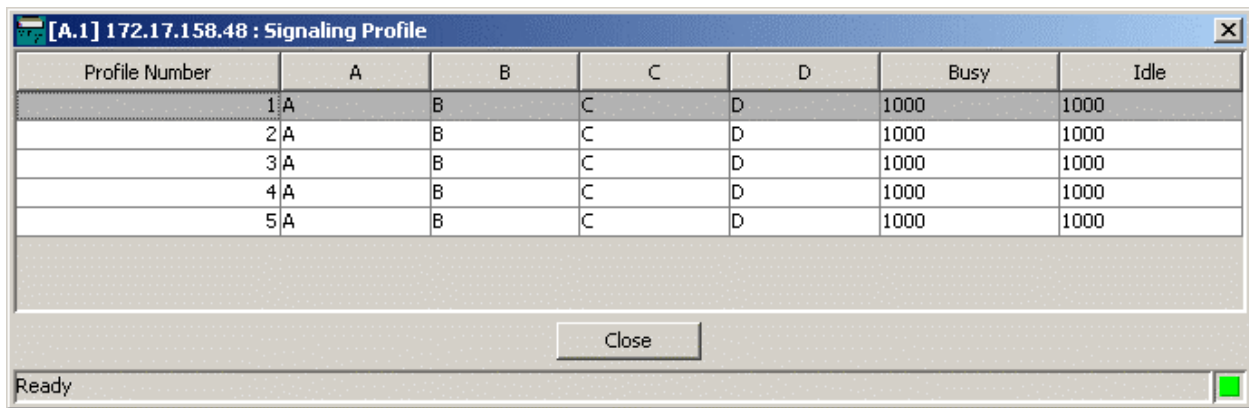 [A.1] 172.17.158.48 : Signaling Profile
Profile Number A B C D Busy Idle
1 A B C D 1000 1000
2 A B C D 1000 1000
3 A B C D 1000 1000
4 A B C D 1000 1000
5 A B C D 1000 1000
Close
Ready